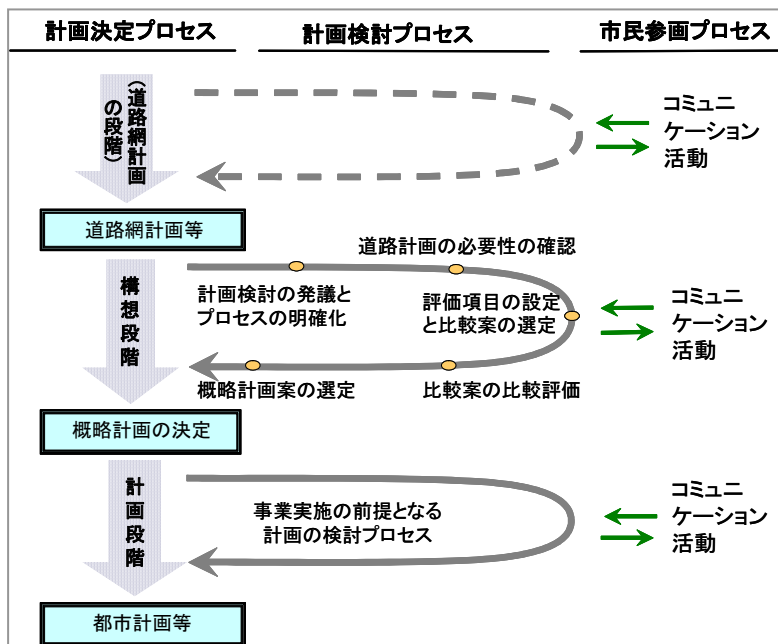 計画決定プロセス
計画検討プロセス
市民参画プロセス
（道路網計画
の段階）
コミュニ
ケーション
活動
道路網計画等
構想段階
道路計画の必要性の確認
計画検討の発議と
プロセスの明確化
評価項目の設定
と比較案の選定
コミュニ
ケーション
活動
概略計画案の選定
比較案の比較評価
概略計画の決定
計画段階
事業実施の前提となる
計画の検討プロセス
コミュニ
ケーション
活動
都市計画等